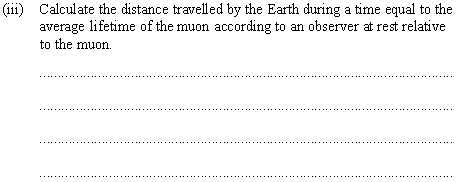 (iii) Calculate the distance travelled by the Earth during a time equal to the
average lifetime of the muon according to an observer at rest relative
to the muon.